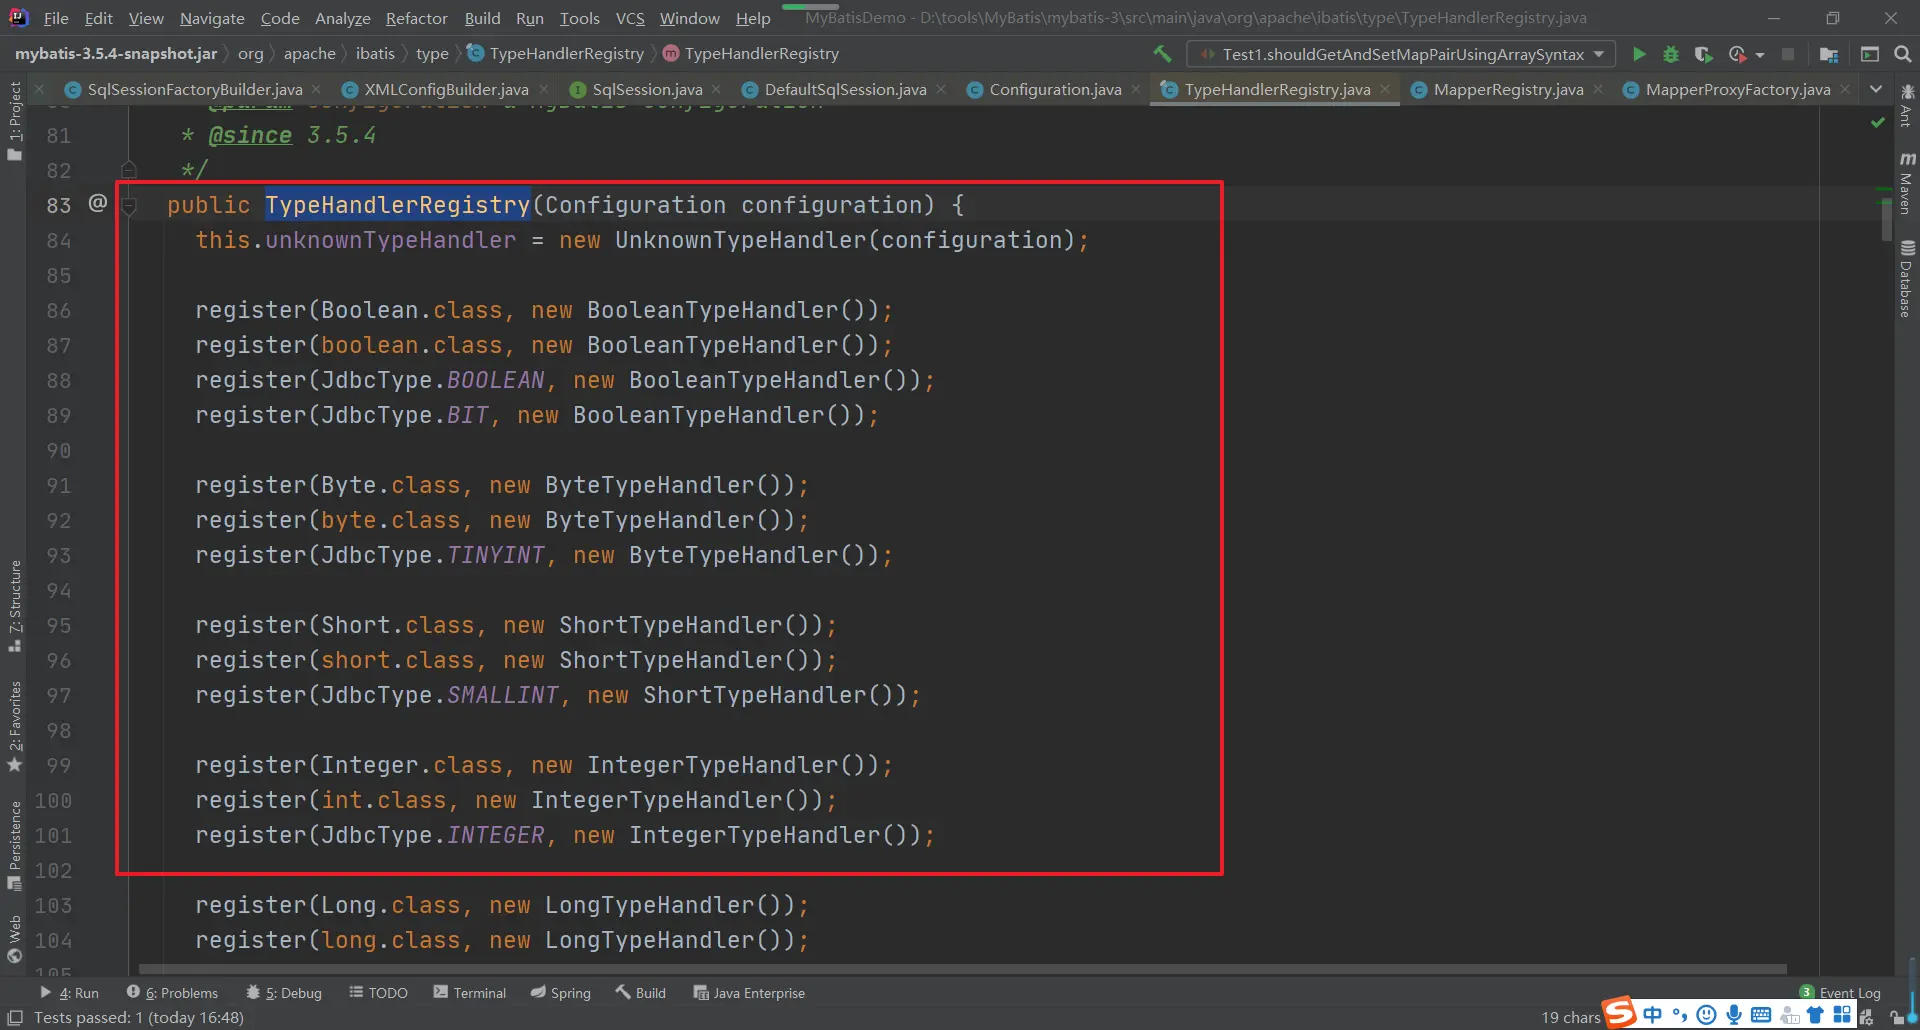 File Edit View Navigate Code Analyze Refactor Build Run Tools VCS Window Help MyBatisDemo - D:\tools\MyBatis\mybatis-3\src\main\java\org\apache\ibatis\type\TypeHandlerRegistry.java
mybatis-3.5.4-snapshot.jar org apache ibatis type TypeHandlerRegistry TypeHandlerRegistry Test1.shouldGetAndSetMapPairUsingArraySyntax
SqlSessionFactoryBuilder.java XMLConfigBuilder.java SqlSession.java DefaultSqlSession.java Configuration.java TypeHandlerRegistry.java MapperRegistry.java MapperProxyFactory.java
81 * @since 3.5.4
82 */
83 @ public TypeHandlerRegistry(Configuration configuration) {
84 this.unknownTypeHandler = new UnknownTypeHandler(configuration);
85
86 register(Boolean.class, new BooleanTypeHandler());
87 register(boolean.class, new BooleanTypeHandler());
88 register(JdbcType.BOOLEAN, new BooleanTypeHandler());
89 register(JdbcType.BIT, new BooleanTypeHandler());
90
91 register(Byte.class, new ByteTypeHandler());
92 register(byte.class, new ByteTypeHandler());
93 register(JdbcType.TINYINT, new ByteTypeHandler());
94
95 register(Short.class, new ShortTypeHandler());
96 register(short.class, new ShortTypeHandler());
97 register(JdbcType.SMALLINT, new ShortTypeHandler());
98
99 register(Integer.class, new IntegerTypeHandler());
100 register(int.class, new IntegerTypeHandler());
101 register(JdbcType.INTEGER, new IntegerTypeHandler());
102
103 register(Long.class, new LongTypeHandler());
104 register(long.class, new LongTypeHandler());
1: Project
7: Structure
2: Favorites
Persistence
Web
Ant
m Maven
Database
4: Run 6: Problems 5: Debug TODO Terminal Spring Build Java Enterprise 3 Event Log
Tests passed: 1 (today 16:48) 19 chars S 中